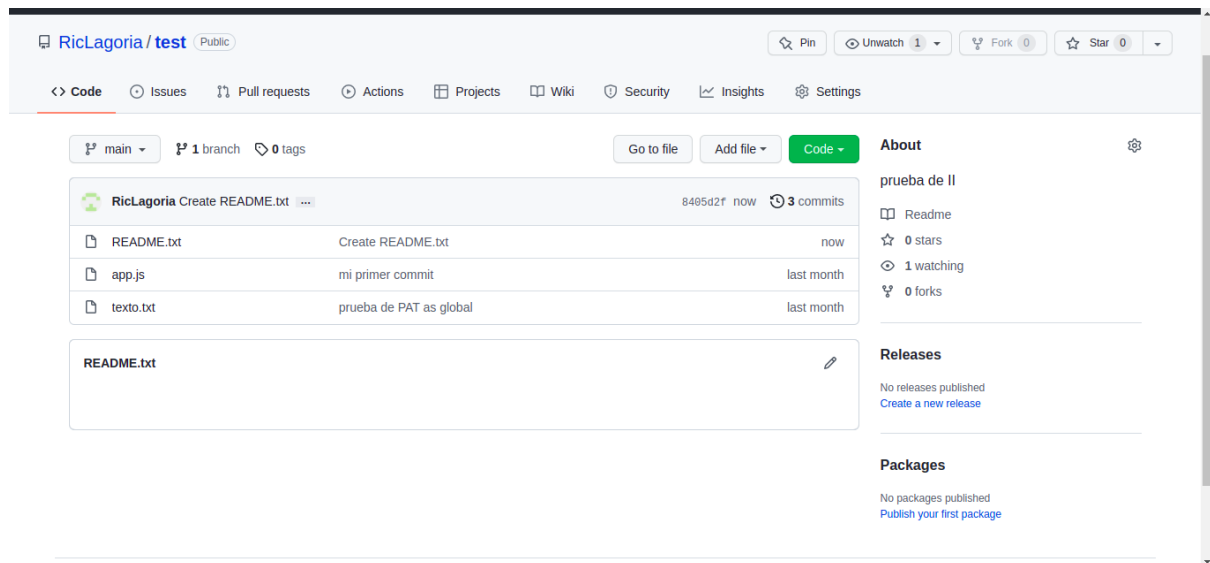 RicLagoria / test Public
Pin Unwatch 1 Fork 0 Star 0
<> Code Issues Pull requests Actions Projects Wiki Security Insights Settings
main 1 branch 0 tags Go to file Add file Code
RicLagoria Create README.txt ... 8405d2f now 3 commits
README.txt Create README.txt now
app.js mi primer commit last month
texto.txt prueba de PAT as global last month
README.txt
About
prueba de II
Readme
0 stars
1 watching
0 forks
Releases
No releases published
Create a new release
Packages
No packages published
Publish your first package